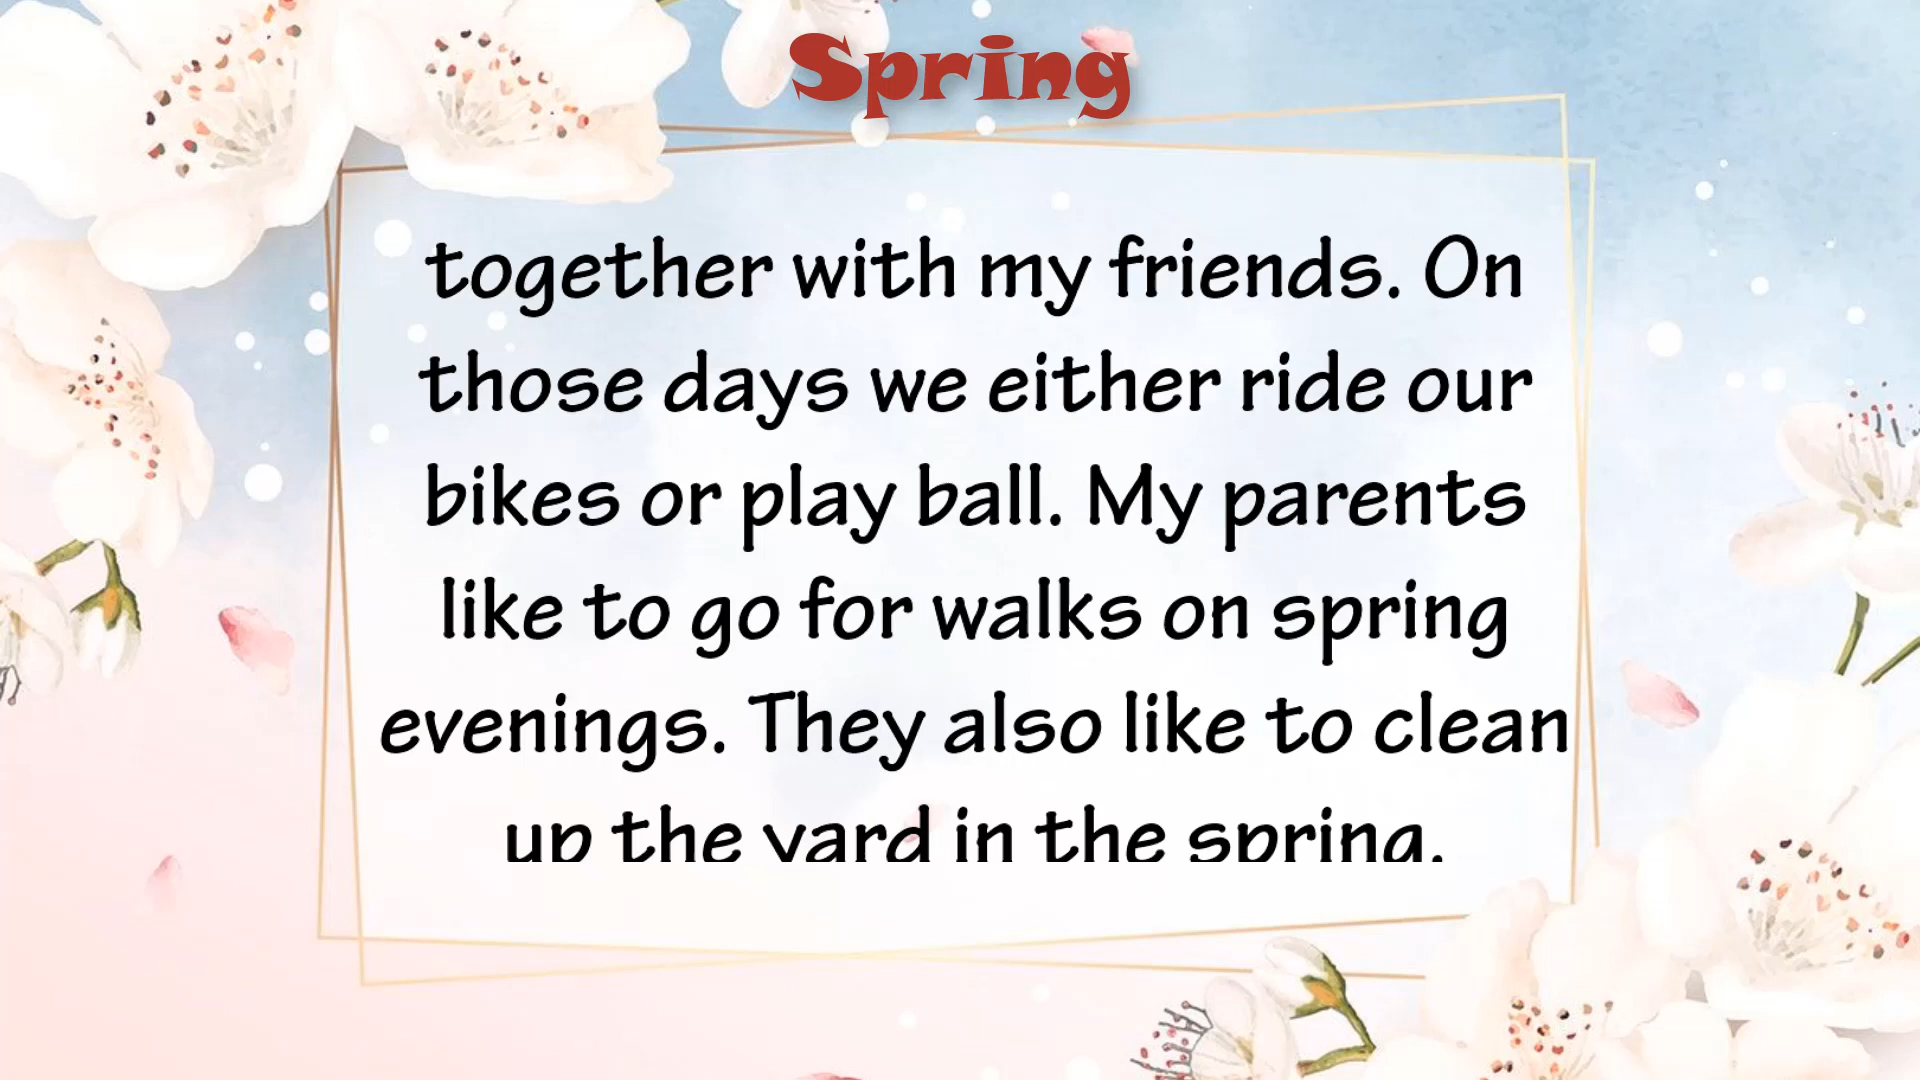 Spring
together with my friends. On
those days we either ride our
bikes or play ball. My parents
like to go for walks on spring
evenings. They also like to clean
up the yard in the spring.